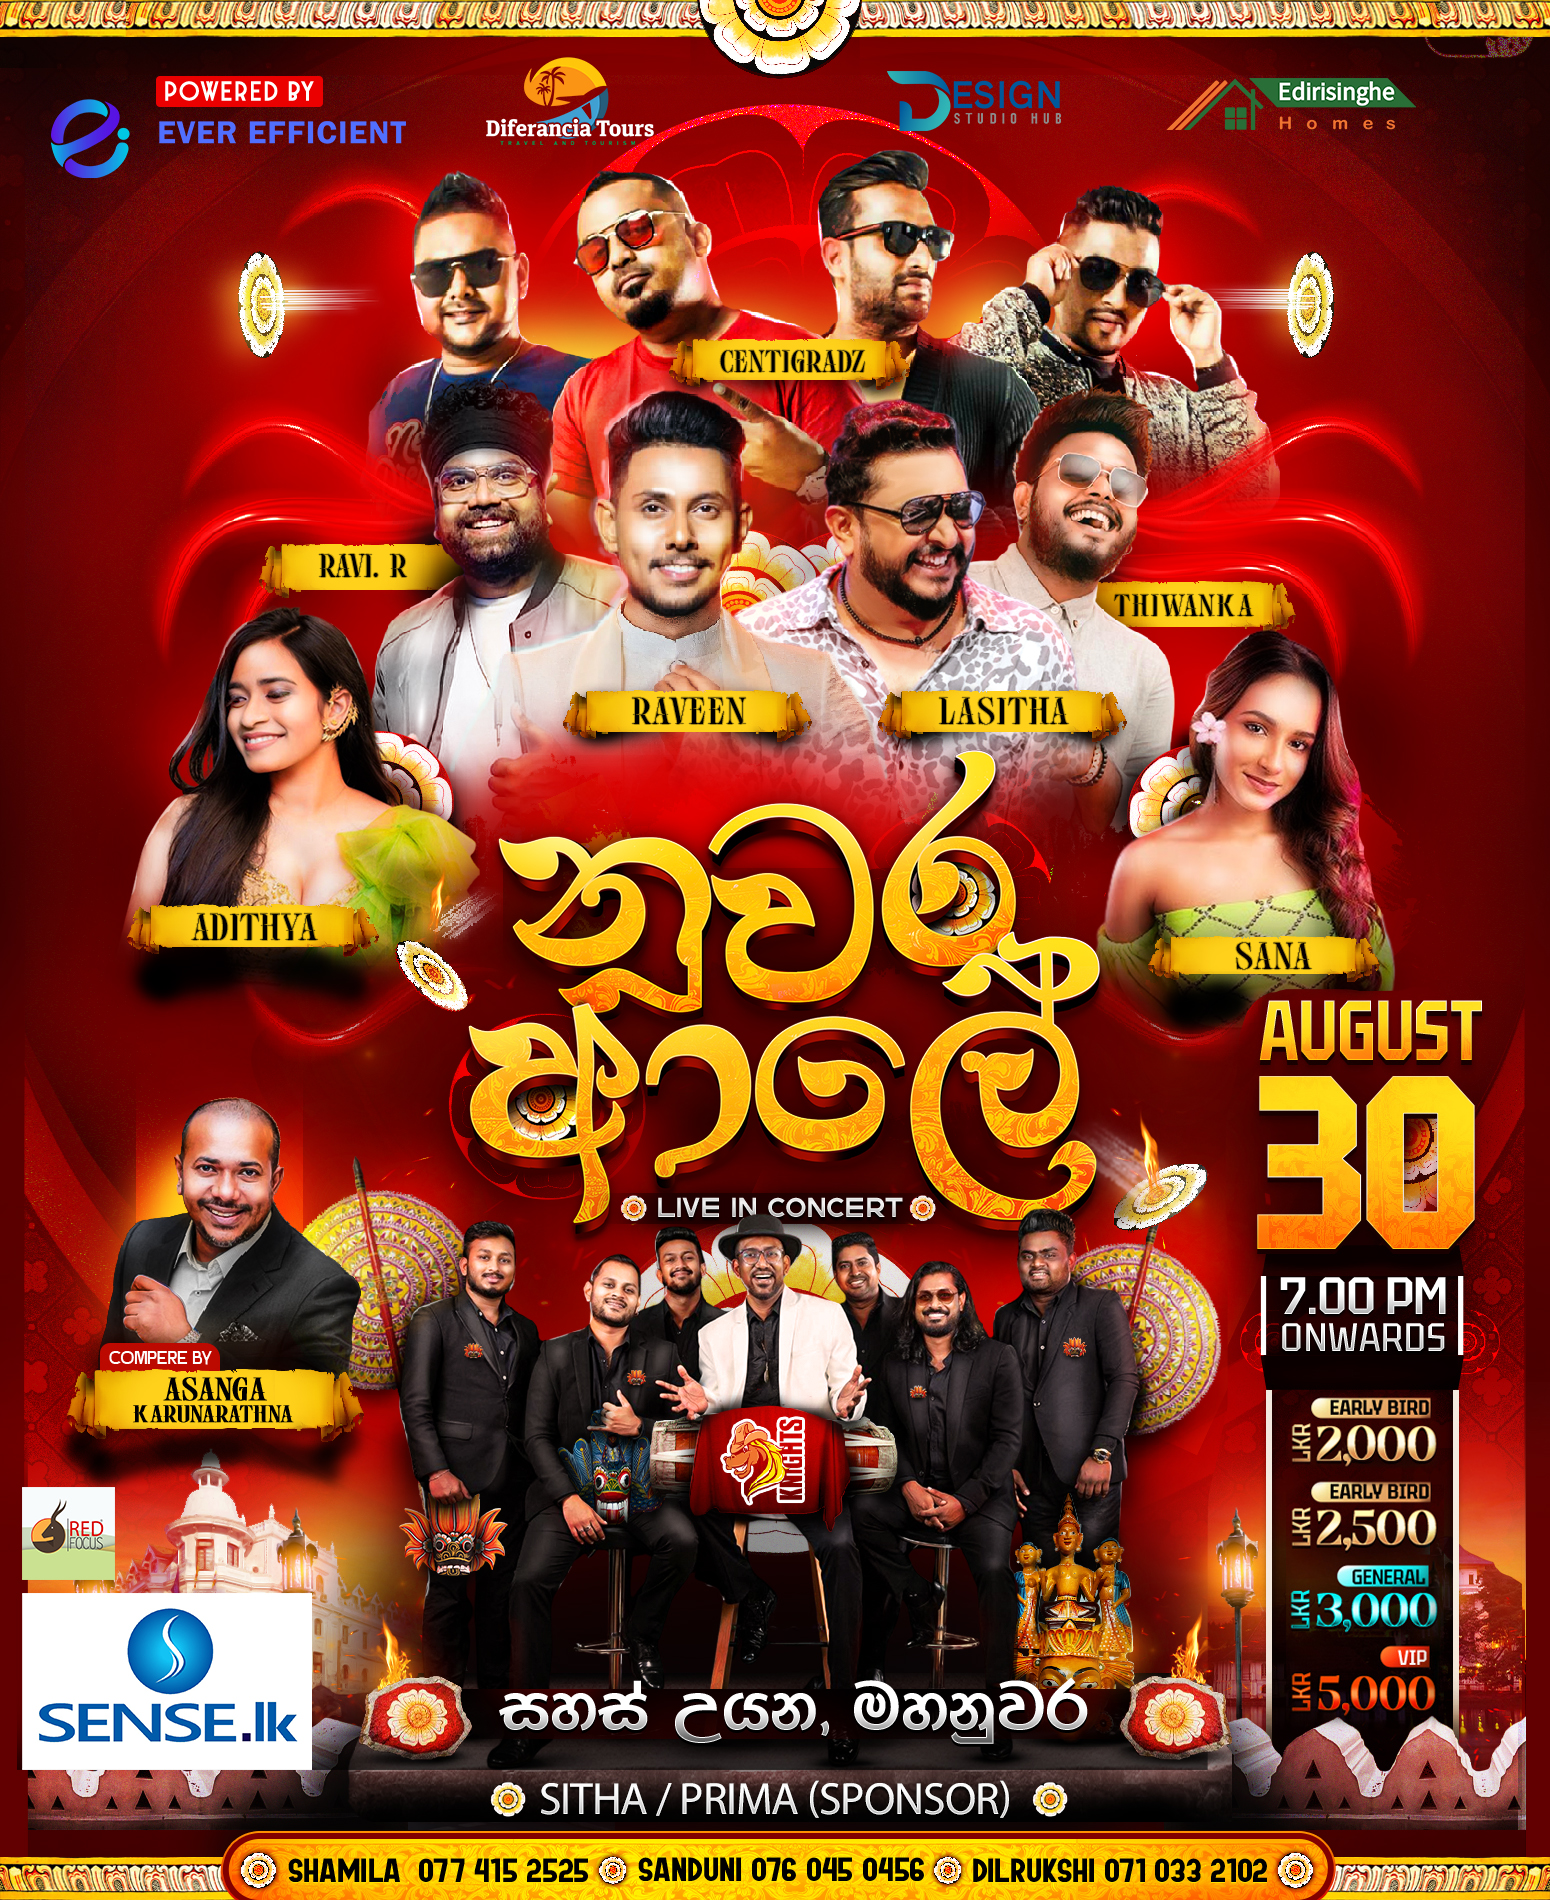 POWERED BY
EVER EFFICIENT
Diferancia Tours
TRAVEL AND TOURISM
DESIGN
STUDIO HUB
Edirisinghe
Homes
CENTIGRADZ
RAVI. R
THIWANKA
RAVEEN
LASITHA
ADITHYA
SANA
නුවර
ආලේ
LIVE IN CONCERT
AUGUST
30
7.00 PM
ONWARDS
COMPERE BY
ASANGA
KARUNARATHNA
KNIGHTS
EARLY BIRD
LKR 2,000
EARLY BIRD
LKR 2,500
GENERAL
LKR 3,000
VIP
LKR 5,000
RED
FOCUS
SENSE.lk
සහස් උයන, මහනුවර
SITHA / PRIMA (SPONSOR)
SHAMILA 077 415 2525 SANDUNI 076 045 0456 DILRUKSHI 071 033 2102